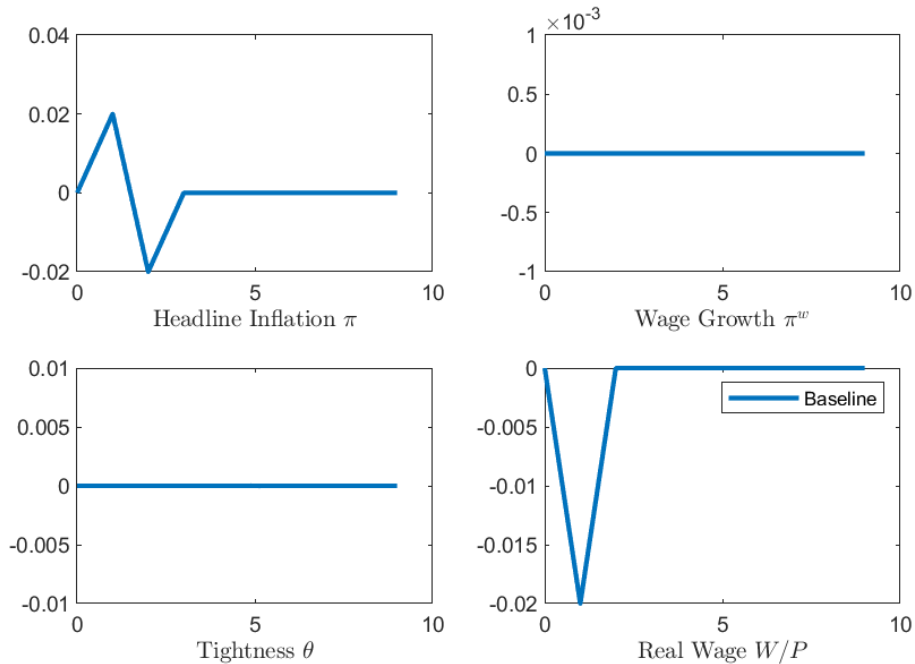 0.04
0.02
0
-0.02
0 5 10
Headline Inflation π
×10⁻³
1
0.5
0
-0.5
-1
0 5 10
Wage Growth πʷ
0.01
0.005
0
-0.005
-0.01
0 5 10
Tightness θ
0
-0.005
-0.01
-0.015
-0.02
0 5 10
Baseline
Real Wage W/P